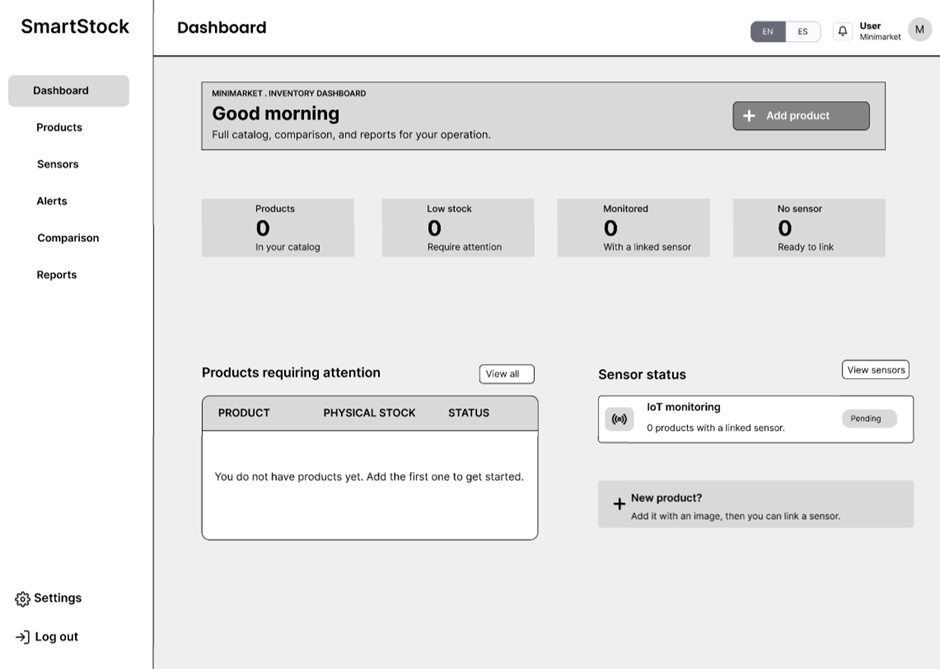 SmartStock
Dashboard
EN
ES
User
Minimarket
M
Dashboard
Products
Sensors
Alerts
Comparison
Reports
MINIMARKET . INVENTORY DASHBOARD
Good morning
Full catalog, comparison, and reports for your operation.
+ Add product
Products
0
In your catalog
Low stock
0
Require attention
Monitored
0
With a linked sensor
No sensor
0
Ready to link
Products requiring attention
View all
PRODUCT PHYSICAL STOCK STATUS
You do not have products yet. Add the first one to get started.
Sensor status
View sensors
IoT monitoring
0 products with a linked sensor.
Pending
+ New product?
Add it with an image, then you can link a sensor.
Settings
Log out